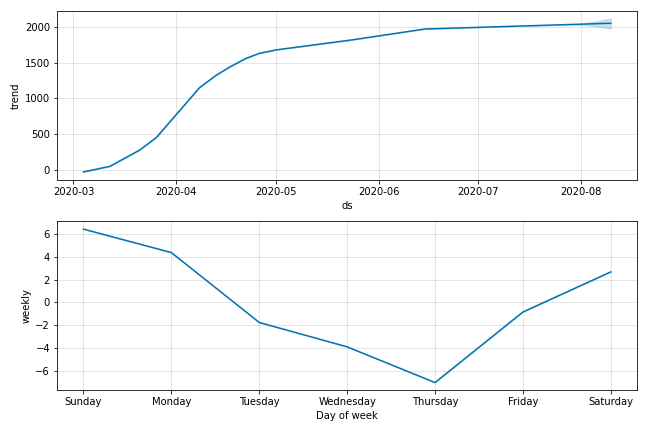 2000
1500
1000
500
0
trend
2020-03 2020-04 2020-05 2020-06 2020-07 2020-08
ds
6
4
2
0
−2
−4
−6
weekly
Sunday Monday Tuesday Wednesday Thursday Friday Saturday
Day of week